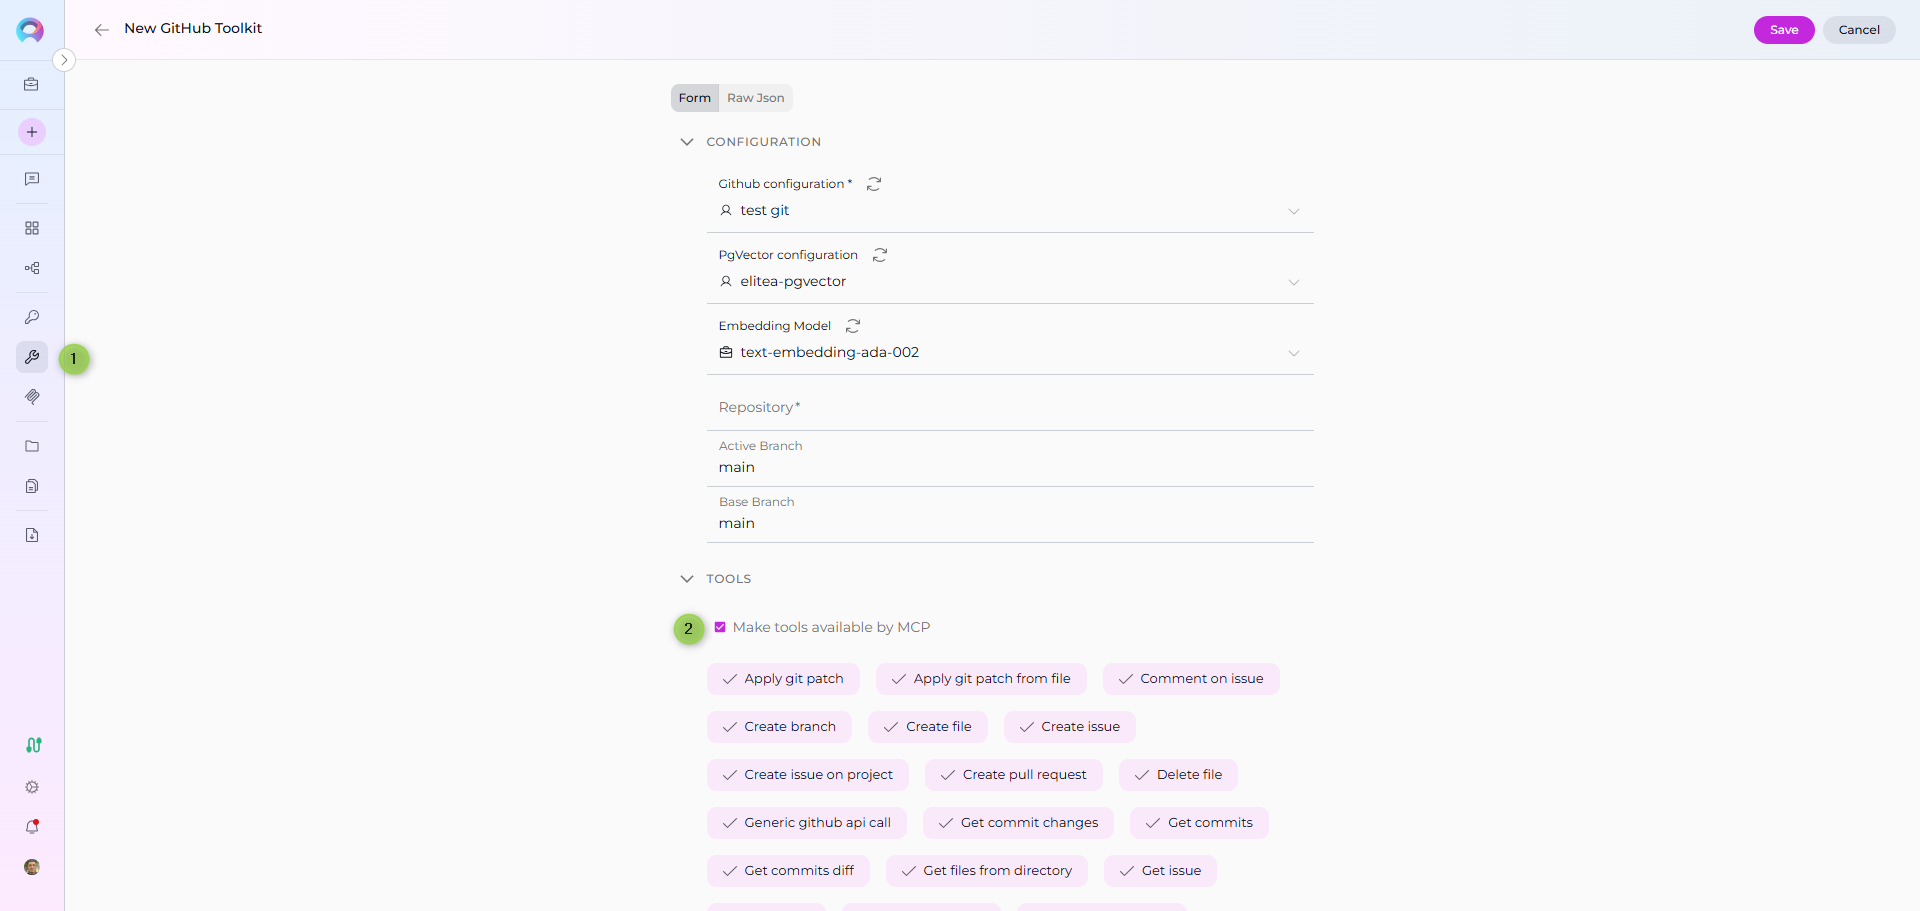 New GitHub Toolkit
Save
Cancel
Form
Raw Json
CONFIGURATION
Github configuration *
test git
PgVector configuration
elitea-pgvector
Embedding Model
text-embedding-ada-002
1
Repository *
Active Branch
main
Base Branch
main
TOOLS
2
Make tools available by MCP
Apply git patch
Apply git patch from file
Comment on issue
Create branch
Create file
Create issue
Create issue on project
Create pull request
Delete file
Generic github api call
Get commit changes
Get commits
Get commits diff
Get files from directory
Get issue